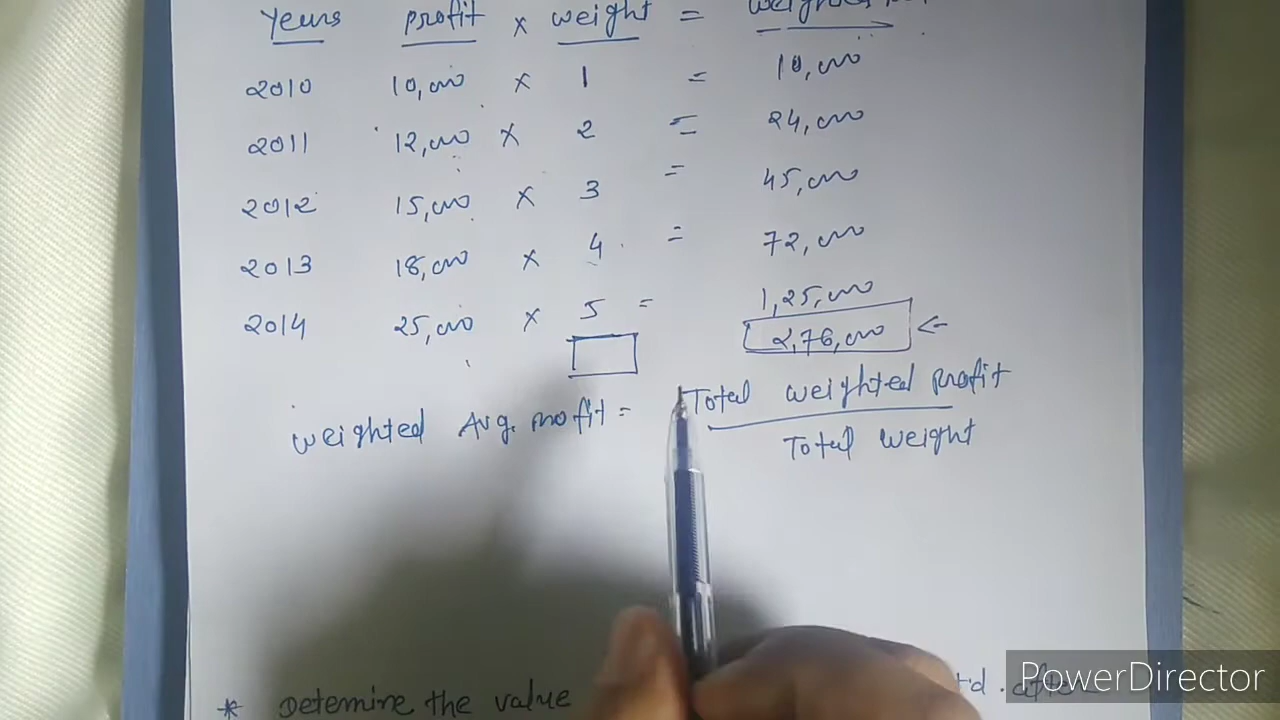 Years profit × weight =
2010 10,000 × 1 = 10,000
2011 12,000 × 2 = 24,000
2012 15,000 × 3 = 45,000
2013 18,000 × 4 = 72,000
2014 25,000 × 5 = 1,25,000
2,76,000 ←
Weighted Avg. profit = Total weighted profit
Total weight
* Detemine the value
PowerDirector